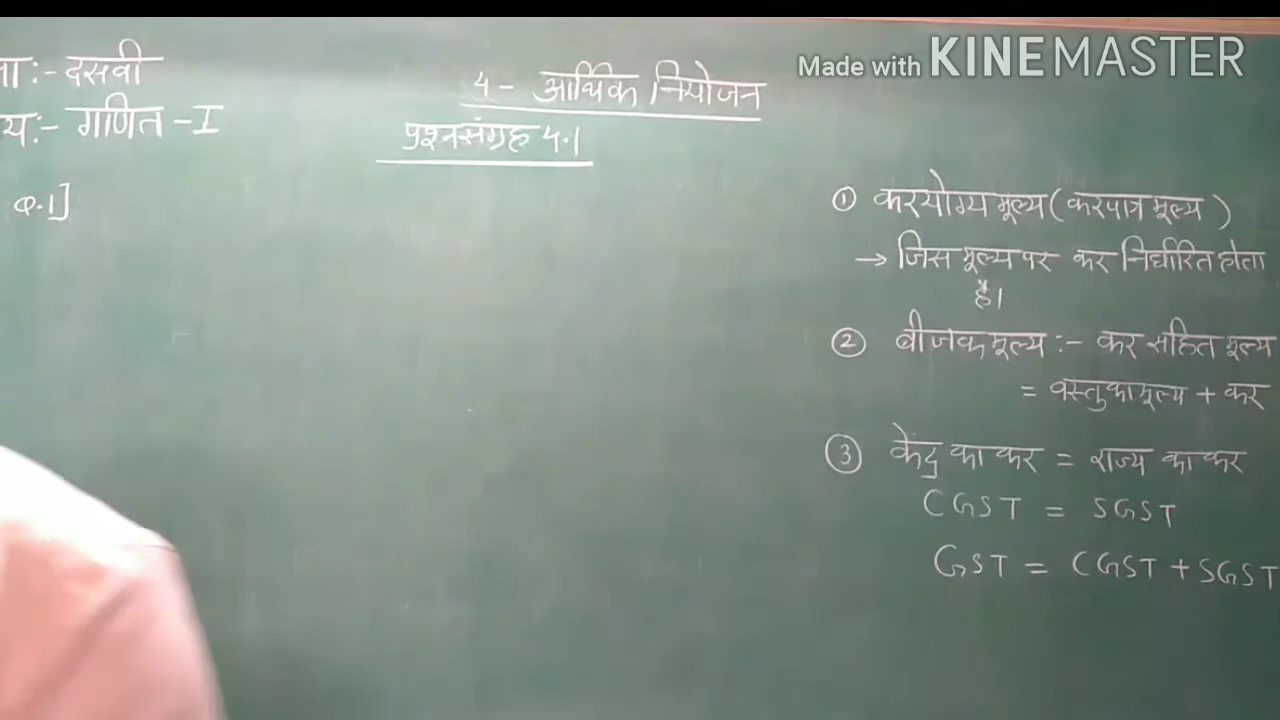 ा:- दसवी
4 - आर्थिक नियोजन
य:- गणित - I
प्रश्नसंग्रह 4.1
Q.1]
① करयोग्य मूल्य ( करपात्र मूल्य )
→ जिस मूल्य पर कर निर्धारित होता
है।
② बीजक मूल्य :- कर सहित मूल्य
= वस्तु का मूल्य + कर
③ केंद्र का कर = राज्य का कर
CGST = SGST
GST = CGST + SGST
Made with KINEMASTER